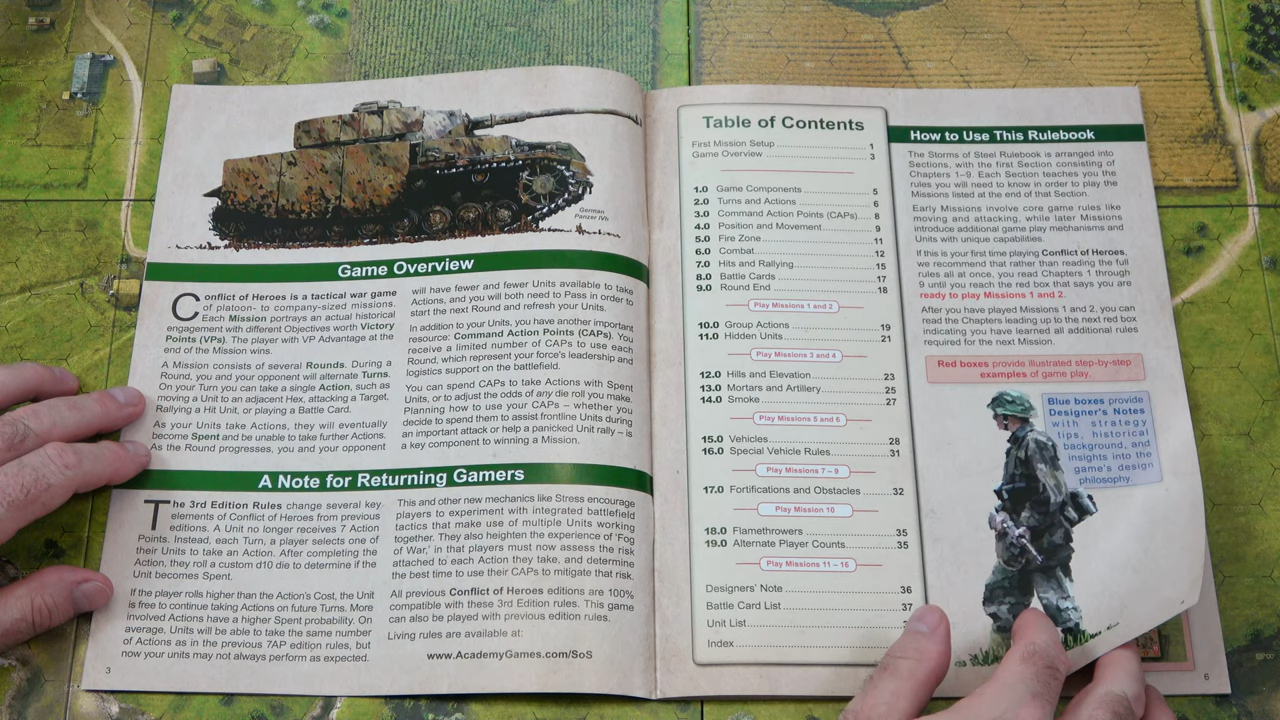 German
Panzer IVh
Game Overview
Conflict of Heroes is a tactical war game
of platoon- to company-sized missions.
Each Mission portrays an actual historical
engagement with different Objectives worth Victory
Points (VPs). The player with VP Advantage at the
end of the Mission wins.
A Mission consists of several Rounds. During a
Round, you and your opponent will alternate Turns.
On your Turn you can take a single Action, such as
moving a Unit to an adjacent Hex, attacking a Target,
Rallying a Hit Unit, or playing a Battle Card.
As your Units take Actions, they will eventually
become Spent and be unable to take further Actions.
As the Round progresses, you and your opponent
will have fewer and fewer Units available to take
Actions, and you will both need to Pass in order to
start the next Round and refresh your Units.
In addition to your Units, you have another important
resource: Command Action Points (CAPs). You
receive a limited number of CAPs to use each
Round, which represent your force's leadership and
logistics support on the battlefield.
You can spend CAPs to take Actions with Spent
Units, or to adjust the odds of any die roll you make.
Planning how to use your CAPs – whether you
decide to spend them to assist frontline Units during
an important attack or help a panicked Unit rally – is
a key component to winning a Mission.
A Note for Returning Gamers
The 3rd Edition Rules change several key
elements of Conflict of Heroes from previous
editions. A Unit no longer receives 7 Action
Points. Instead, each Turn, a player selects one of
their Units to take an Action. After completing the
Action, they roll a custom d10 die to determine if the
Unit becomes Spent.
If the player rolls higher than the Action's Cost, the Unit
is free to continue taking Actions on future Turns. More
involved Actions have a higher Spent probability. On
average, Units will be able to take the same number
of Actions as in the previous 7AP edition rules, but
now your units may not always perform as expected.
This and other new mechanics like Stress encourage
players to experiment with integrated battlefield
tactics that make use of multiple Units working
together. They also heighten the experience of 'Fog
of War,' in that players must now assess the risk
attached to each Action they take, and determine
the best time to use their CAPs to mitigate that risk.
All previous Conflict of Heroes editions are 100%
compatible with these 3rd Edition rules. This game
can also be played with previous edition rules.
Living rules are available at:
www.AcademyGames.com/SoS
3
Table of Contents
First Mission Setup 1
Game Overview 3
1.0 Game Components 5
2.0 Turns and Actions 6
3.0 Command Action Points (CAPs) 8
4.0 Position and Movement 9
5.0 Fire Zone 11
6.0 Combat 12
7.0 Hits and Rallying 15
8.0 Battle Cards 17
9.0 Round End 18
Play Missions 1 and 2
10.0 Group Actions 19
11.0 Hidden Units 21
Play Missions 3 and 4
12.0 Hills and Elevation 23
13.0 Mortars and Artillery 25
14.0 Smoke 27
Play Missions 5 and 6
15.0 Vehicles 28
16.0 Special Vehicle Rules 31
Play Missions 7 – 9
17.0 Fortifications and Obstacles 32
Play Mission 10
18.0 Flamethrowers 35
19.0 Alternate Player Counts 35
Play Missions 11 – 16
Designers' Note 36
Battle Card List 37
Unit List
Index
How to Use This Rulebook
The Storms of Steel Rulebook is arranged into
Sections, with the first Section consisting of
Chapters 1–9. Each Section teaches you the
rules you will need to know in order to play the
Missions listed at the end of that Section.
Early Missions involve core game rules like
moving and attacking, while later Missions
introduce additional game play mechanisms and
Units with unique capabilities.
If this is your first time playing Conflict of Heroes,
we recommend that rather than reading the full
rules all at once, you read Chapters 1 through
9 until you reach the red box that says you are
ready to play Missions 1 and 2.
After you have played Missions 1 and 2, you can
read the Chapters leading up to the next red box
indicating you have learned all additional rules
required for the next Mission.
Red boxes provide illustrated step-by-step
examples of game play.
Blue boxes provide
Designer's Notes
with strategy
tips, historical
background, and
insights into the
game's design
philosophy.
6